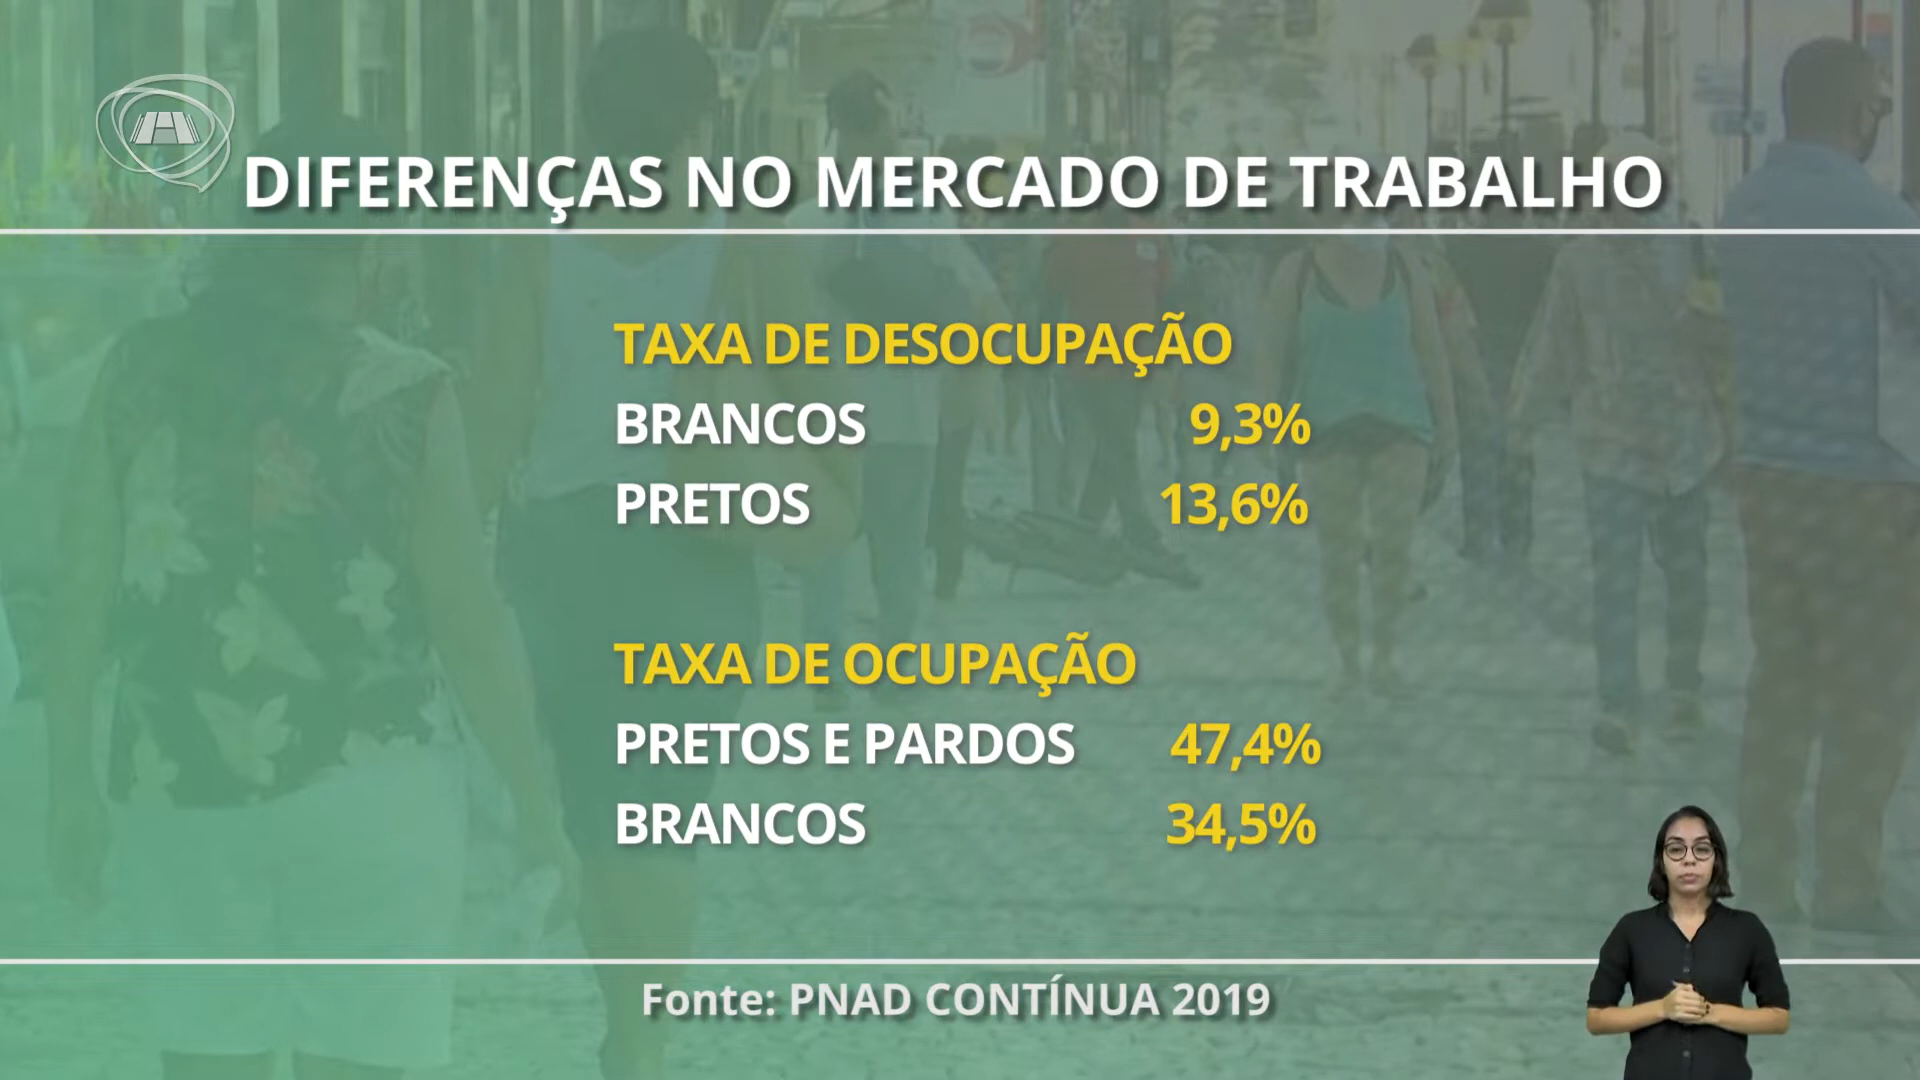 DIFERENÇAS NO MERCADO DE TRABALHO
TAXA DE DESOCUPAÇÃO
BRANCOS 9,3%
PRETOS 13,6%
TAXA DE OCUPAÇÃO
PRETOS E PARDOS 47,4%
BRANCOS 34,5%
Fonte: PNAD CONTÍNUA 2019